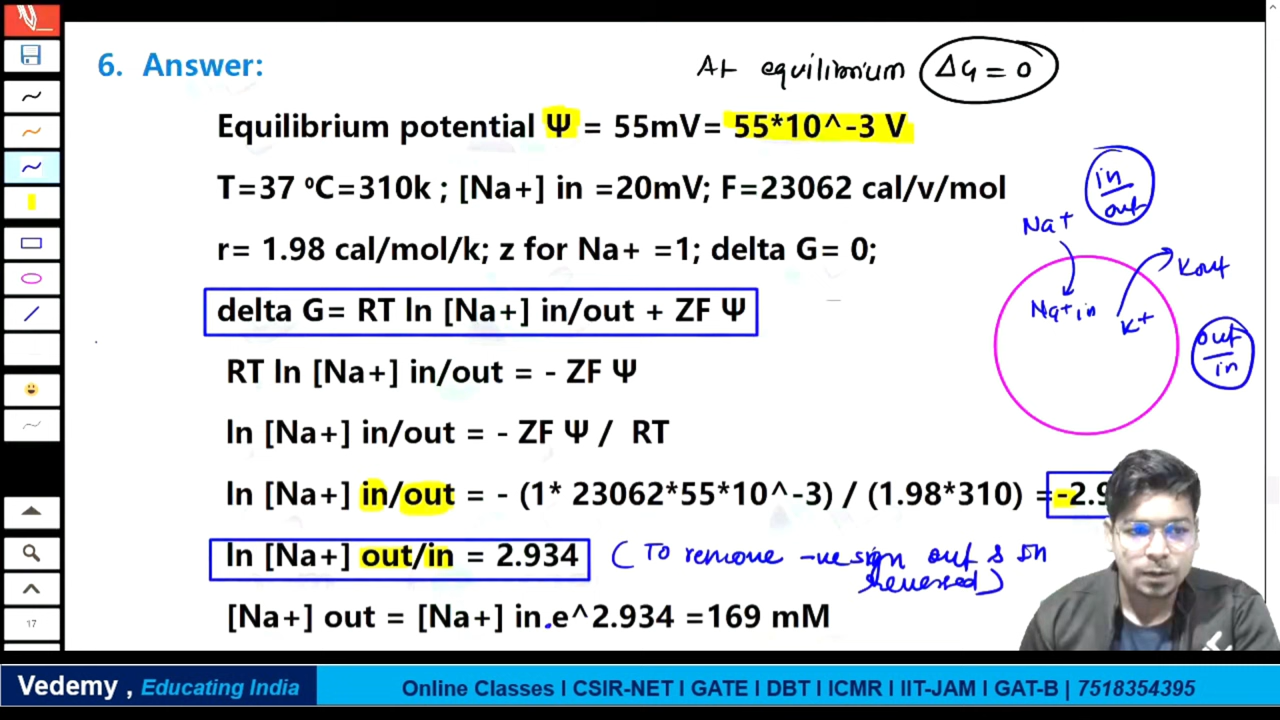 6. Answer:
At equilibrium ΔG = 0
Equilibrium potential Ψ = 55mV= 55*10^-3 V
T=37 ⁰C=310k ; [Na+] in =20mV; F=23062 cal/v/mol
in
out
Na+
r= 1.98 cal/mol/k; z for Na+ =1; delta G= 0;
Kout
delta G= RT ln [Na+] in/out + ZF Ψ
Na+ in
K+
out
in
RT ln [Na+] in/out = - ZF Ψ
ln [Na+] in/out = - ZF Ψ / RT
ln [Na+] in/out = - (1* 23062*55*10^-3) / (1.98*310) = -2.9
ln [Na+] out/in = 2.934 (To remove -ve sign out & in
reversed)
[Na+] out = [Na+] in.e^2.934 =169 mM
17
Vedemy , Educating India
Online Classes I CSIR-NET I GATE I DBT I ICMR I IIT-JAM I GAT-B | 7518354395